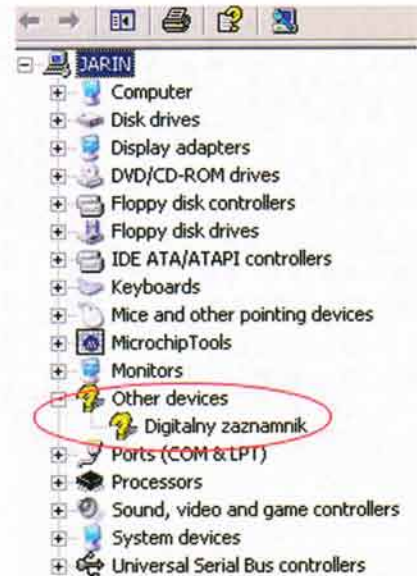 JARIN
Computer
Disk drives
Display adapters
DVD/CD-ROM drives
Floppy disk controllers
Floppy disk drives
IDE ATA/ATAPI controllers
Keyboards
Mice and other pointing devices
MicrochipTools
Monitors
Other devices
Digitalny zaznamnik
Ports (COM & LPT)
Processors
Sound, video and game controllers
System devices
Universal Serial Bus controllers